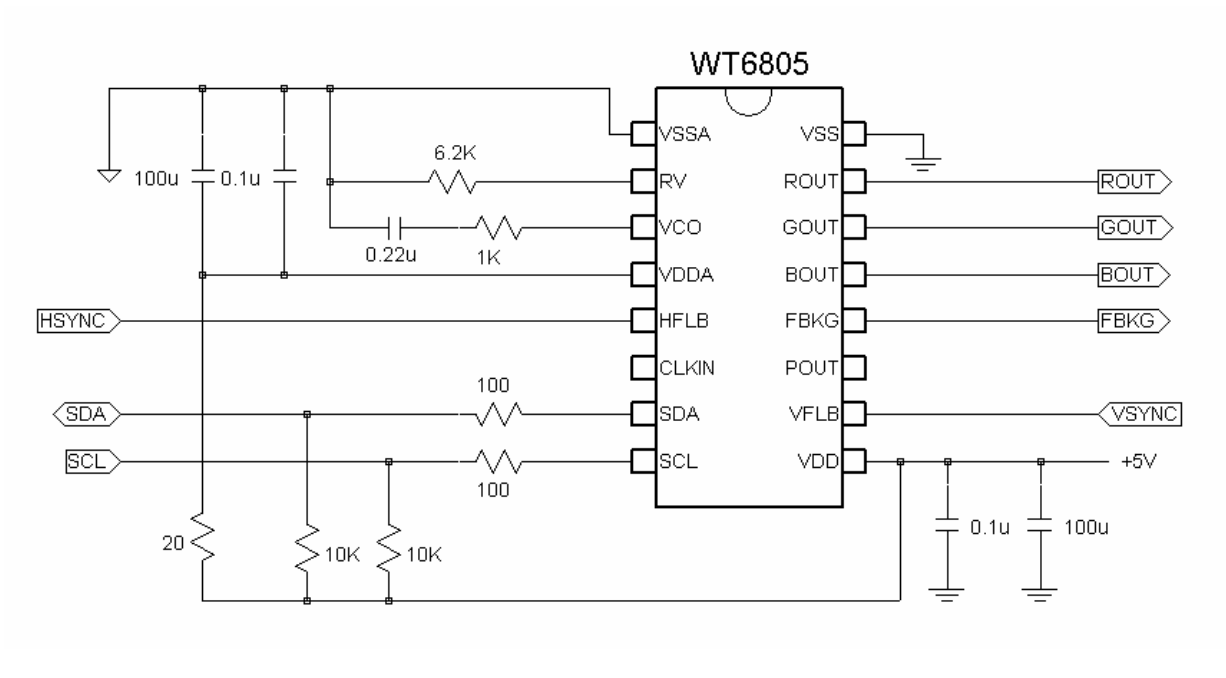 WT6805
VSSA VSS
6.2K
100u 0.1u RV ROUT ROUT
VCO GOUT GOUT
0.22u 1K
VDDA BOUT BOUT
HSYNC HFLB FBKG FBKG
CLKIN POUT
100
SDA SDA VFLB VSYNC
SCL SCL VDD +5V
100
0.1u 100u
20 10K 10K